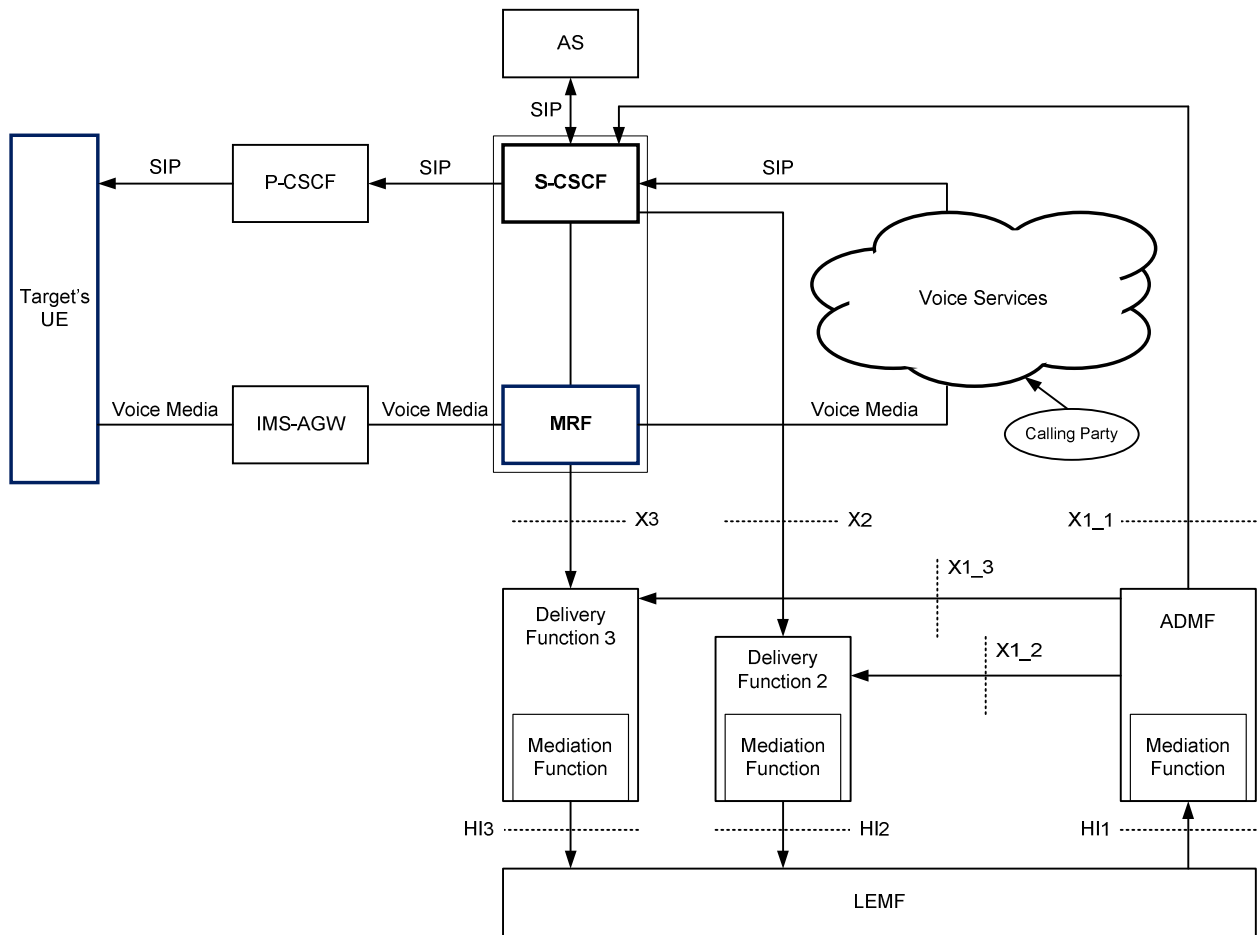 AS
SIP
SIP
P-CSCF
SIP
S-CSCF
SIP
Target's
UE
Voice Services
Voice Media
IMS-AGW
Voice Media
MRF
Voice Media
Calling Party
X3
X2
X1_1
X1_3
Delivery
Function 3
ADMF
X1_2
Delivery
Function 2
Mediation
Function
Mediation
Function
Mediation
Function
HI3
HI2
HI1
LEMF